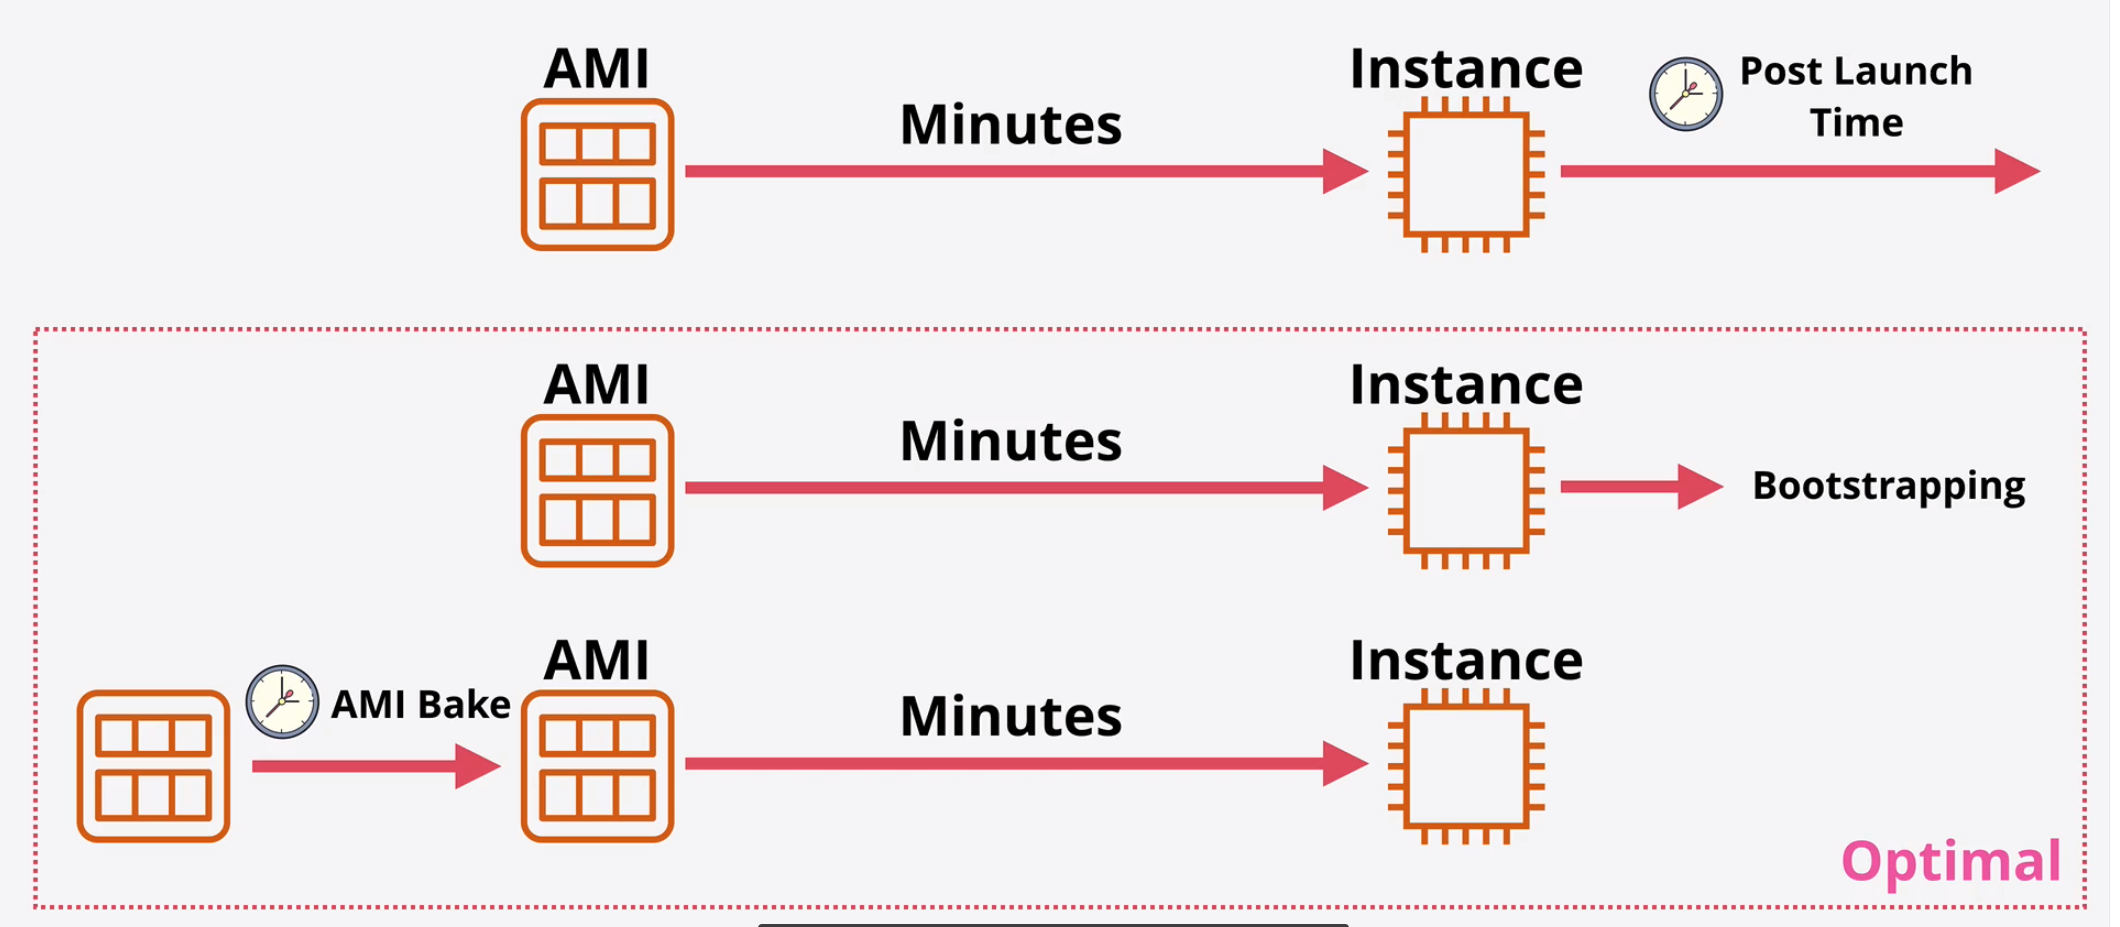 AMI
Minutes
Instance
Post Launch
Time
AMI
Minutes
Instance
Bootstrapping
AMI Bake
AMI
Minutes
Instance
Optimal